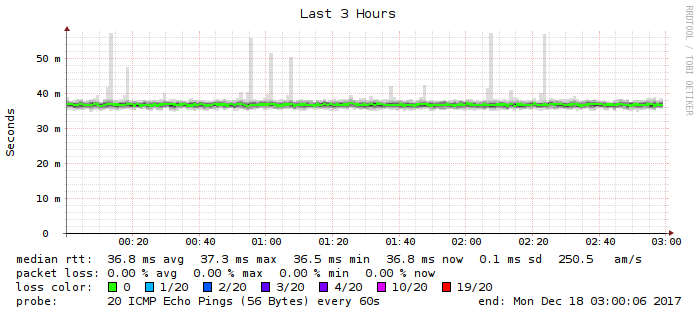 Last 3 Hours
RRDTOOL / TOBI OETIKER
Seconds
50 m
40 m
30 m
20 m
10 m
0
00:20 00:40 01:00 01:20 01:40 02:00 02:20 02:40 03:00
median rtt: 36.8 ms avg 37.3 ms max 36.5 ms min 36.8 ms now 0.1 ms sd 250.5 am/s
packet loss: 0.00 % avg 0.00 % max 0.00 % min 0.00 % now
loss color: 0 1/20 2/20 3/20 4/20 10/20 19/20
probe: 20 ICMP Echo Pings (56 Bytes) every 60s end: Mon Dec 18 03:00:06 2017